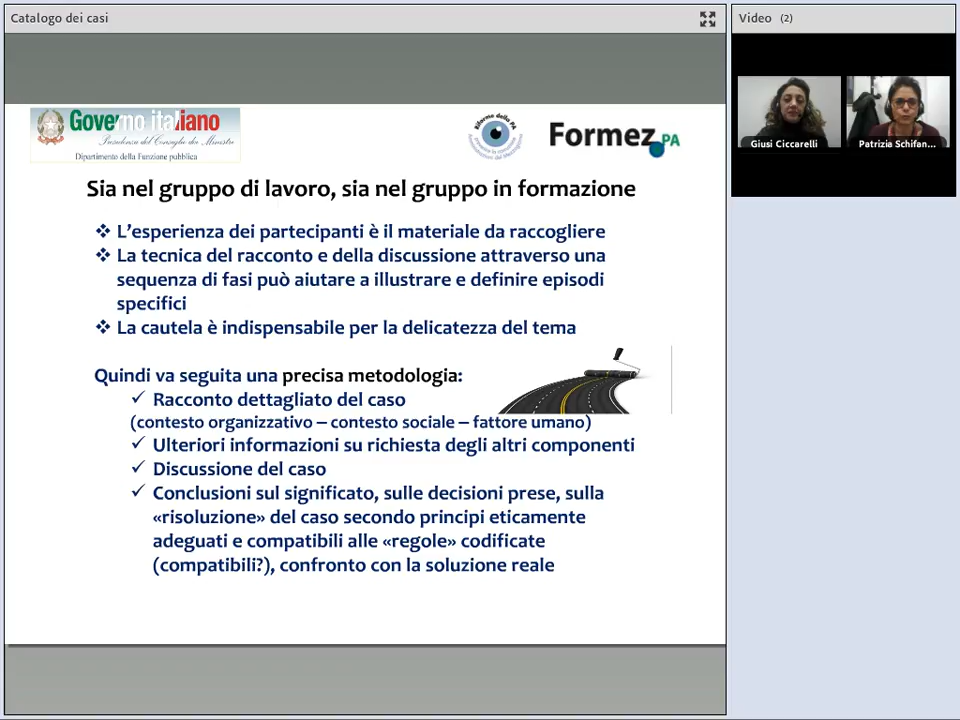 Catalogo dei casi
Video (2)
Governo italiano
Presidenza del Consiglio dei Ministri
Dipartimento della Funzione pubblica
Riforma della PA
Formez PA
Giusi Ciccarelli
Patrizia Schifan...
Sia nel gruppo di lavoro, sia nel gruppo in formazione
❖ L'esperienza dei partecipanti è il materiale da raccogliere
❖ La tecnica del racconto e della discussione attraverso una
sequenza di fasi può aiutare a illustrare e definire episodi
specifici
❖ La cautela è indispensabile per la delicatezza del tema
Quindi va seguita una precisa metodologia:
✓ Racconto dettagliato del caso
(contesto organizzativo – contesto sociale – fattore umano)
✓ Ulteriori informazioni su richiesta degli altri componenti
✓ Discussione del caso
✓ Conclusioni sul significato, sulle decisioni prese, sulla
«risoluzione» del caso secondo principi eticamente
adeguati e compatibili alle «regole» codificate
(compatibili?), confronto con la soluzione reale